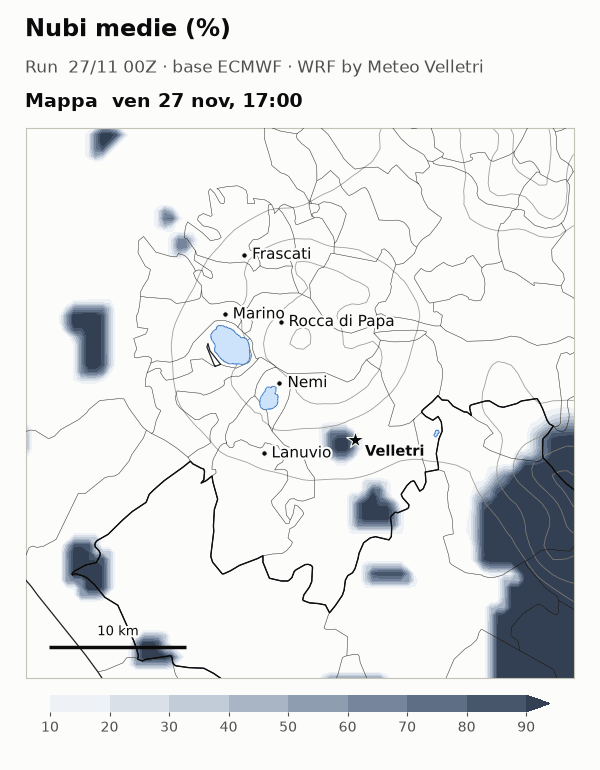 Nubi medie (%)
Run  27/11 00Z · base ECMWF · WRF by Meteo Velletri
Mappa  ven 27 nov, 17:00
Frascati
Marino
Rocca di Papa
Nemi
Lanuvio
Velletri
10 km
10 20 30 40 50 60 70 80 90